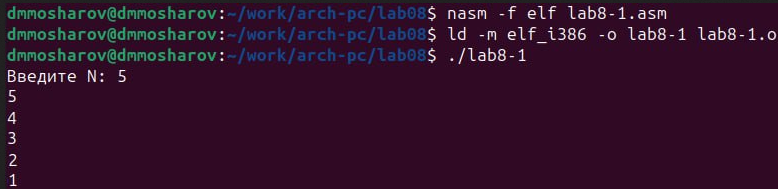 dmmosharov@dmmosharov:~/work/arch-pc/lab08$ nasm -f elf lab8-1.asm
dmmosharov@dmmosharov:~/work/arch-pc/lab08$ ld -m elf_i386 -o lab8-1 lab8-1.o
dmmosharov@dmmosharov:~/work/arch-pc/lab08$ ./lab8-1
Введите N: 5
5
4
3
2
1